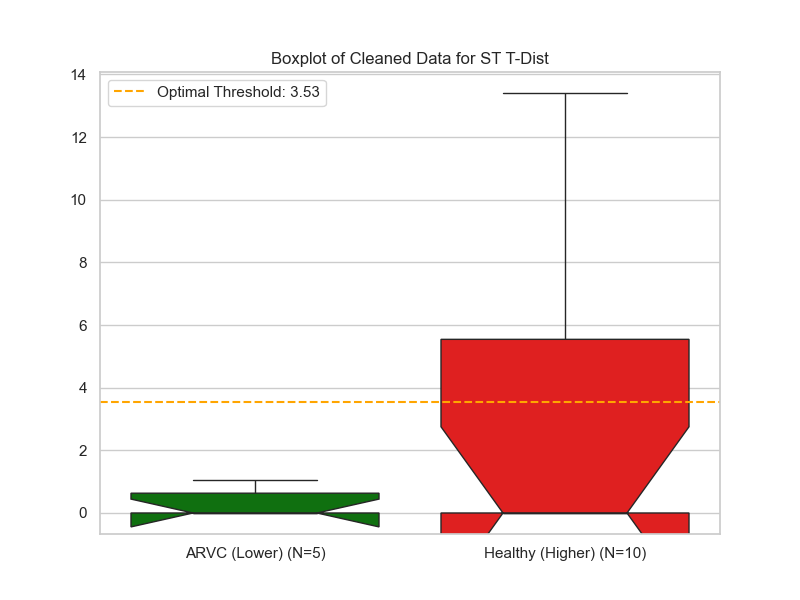 Boxplot of Cleaned Data for ST T-Dist
Optimal Threshold: 3.53
14
12
10
8
6
4
2
0
ARVC (Lower) (N=5)
Healthy (Higher) (N=10)